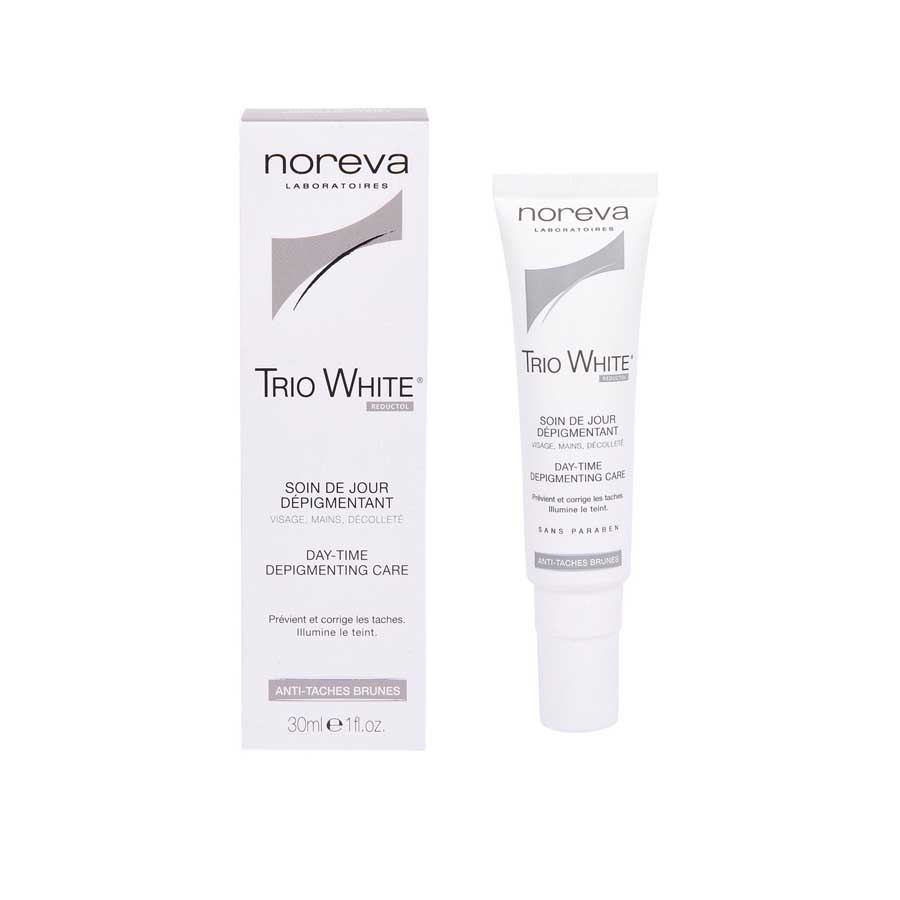 noreva
LABORATOIRES
TRIO WHITE®
REDUCTOL
SOIN DE JOUR
DÉPIGMENTANT
VISAGE, MAINS, DÉCOLLETÉ
DAY-TIME
DEPIGMENTING CARE
Prévient et corrige les taches.
Illumine le teint.
ANTI-TACHES BRUNES
30ml ℮ 1fl.oz.
noreva
LABORATOIRES
TRIO WHITE®
REDUCTOL
SOIN DE JOUR
DÉPIGMENTANT
VISAGE, MAINS, DÉCOLLETÉ
DAY-TIME
DEPIGMENTING CARE
Prévient et corrige les taches.
Illumine le teint.
SANS PARABEN
ANTI-TACHES BRUNES